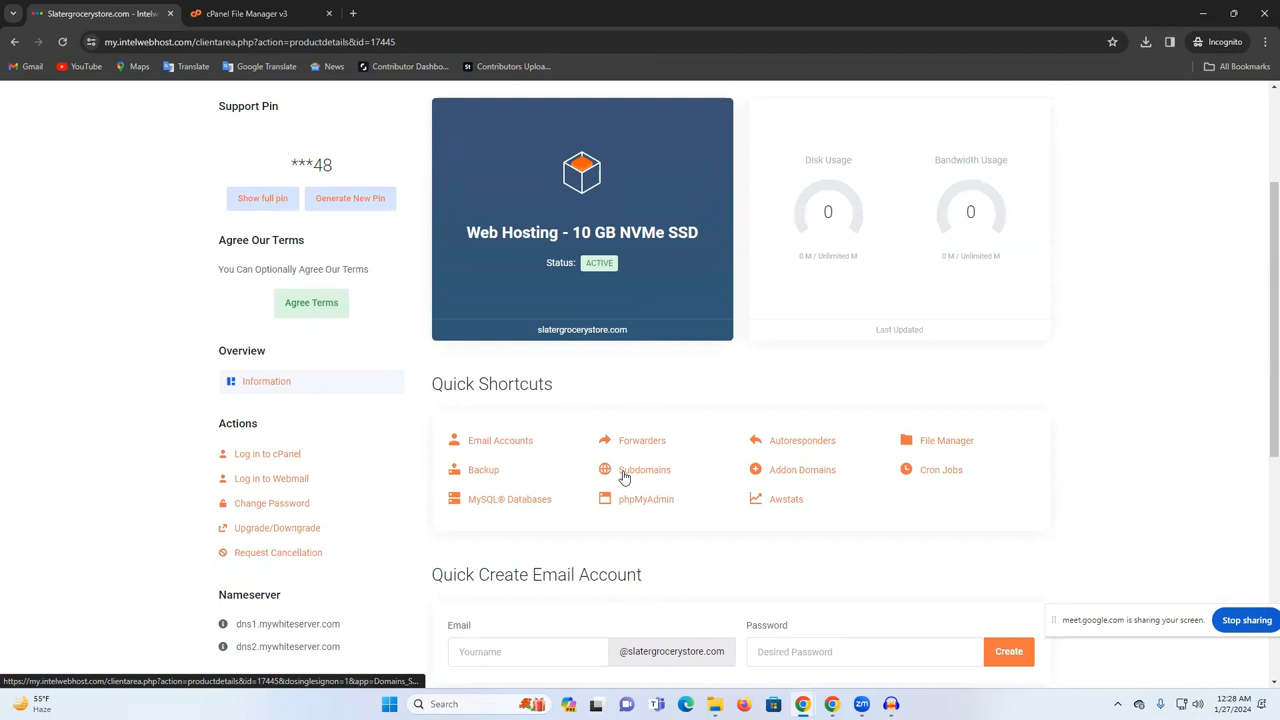 Slatergrocerystore.com - Intelw
cPanel File Manager v3
my.intelwebhost.com/clientarea.php?action=productdetails&id=17445
Incognito
Gmail
YouTube
Maps
Translate
Google Translate
News
Contributor Dashbo...
St Contributors Uploa...
All Bookmarks
Support Pin
***48
Show full pin
Generate New Pin
Agree Our Terms
You Can Optionally Agree Our Terms
Agree Terms
Overview
Information
Actions
Log in to cPanel
Log in to Webmail
Change Password
Upgrade/Downgrade
Request Cancellation
Nameserver
dns1.mywhiteserver.com
dns2.mywhiteserver.com
Web Hosting - 10 GB NVMe SSD
Status: ACTIVE
slatergrocerystore.com
Disk Usage
Bandwidth Usage
0
0
0 M / Unlimited M
0 M / Unlimited M
Last Updated
Quick Shortcuts
Email Accounts
Forwarders
Autoresponders
File Manager
Backup
Subdomains
Addon Domains
Cron Jobs
MySQL® Databases
phpMyAdmin
Awstats
Quick Create Email Account
Email
Password
Yourname
@slatergrocerystore.com
Desired Password
Create
meet.google.com is sharing your screen.
Stop sharing
https://my.intelwebhost.com/clientarea.php?action=productdetails&id=17445&dosinglesignon=1&app=Domains_S...
55°F
Haze
Search
12:28 AM
1/27/2024